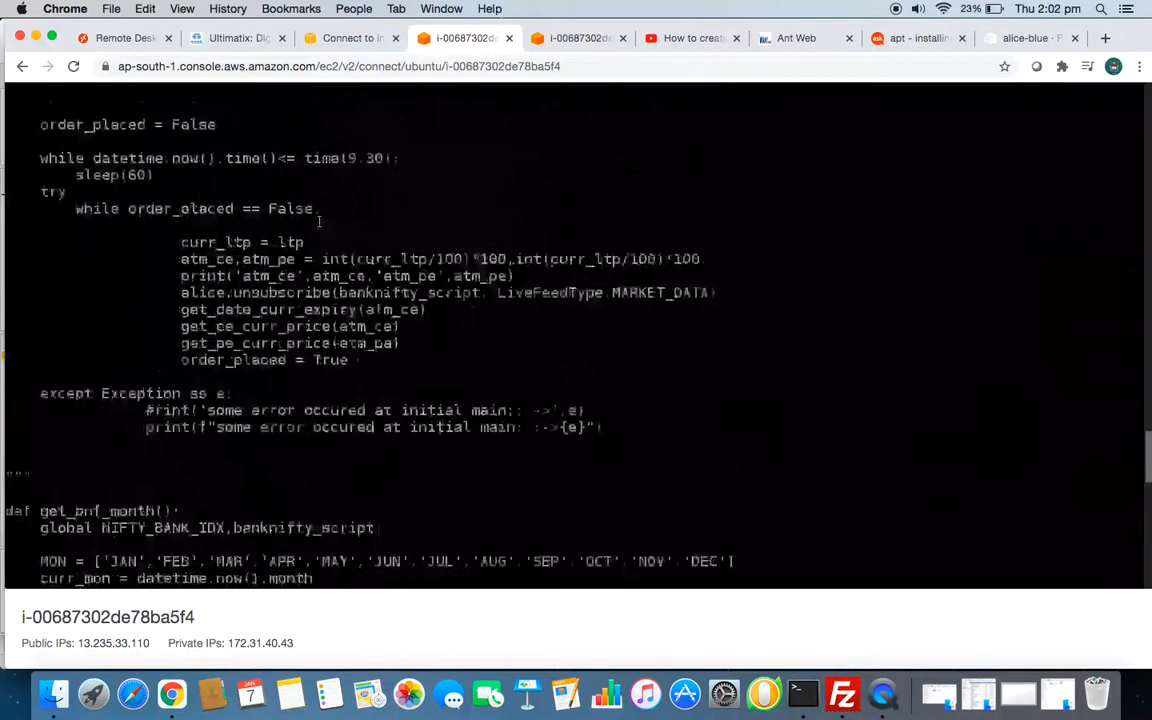 Chrome File Edit View History Bookmarks People Tab Window Help 23% Thu 2:02 pm
Remote Desk Ultimatix: Dig Connect to in i-00687302d i-00687302d How to create Ant Web apt - installin alice-blue · P
ap-south-1.console.aws.amazon.com/ec2/v2/connect/ubuntu/i-00687302de78ba5f4
order_placed = False
while datetime.now().time()<= time(9,30):
sleep(60)
try
while order_placed == False
curr_ltp = ltp
atm_ce,atm_pe = int(curr_ltp/100)*100,int(curr_ltp/100)*100
print('atm_ce',atm_ce,'atm_pe',atm_pe)
alice.unsubscribe(banknifty_script, LiveFeedType.MARKET_DATA)
get_date_curr_expiry(atm_ce)
get_ce_curr_price(atm_ce)
get_pe_curr_price(atm_pe)
order_placed = True
except Exception as e:
#rint('some error occured at initial main:: ->',e)
print(f"some error occured at initial main: :->{e}")
"""
def get_bnf_month():
global NIFTY_BANK_IDX,banknifty_script
MON = ['JAN','FEB','MAR','APR','MAY','JUN','JUL','AUG','SEP','OCT','NOV','DEC']
curr_mon = datetime.now().month
i-00687302de78ba5f4
Public IPs: 13.235.33.110 Private IPs: 172.31.40.43
JAN
7